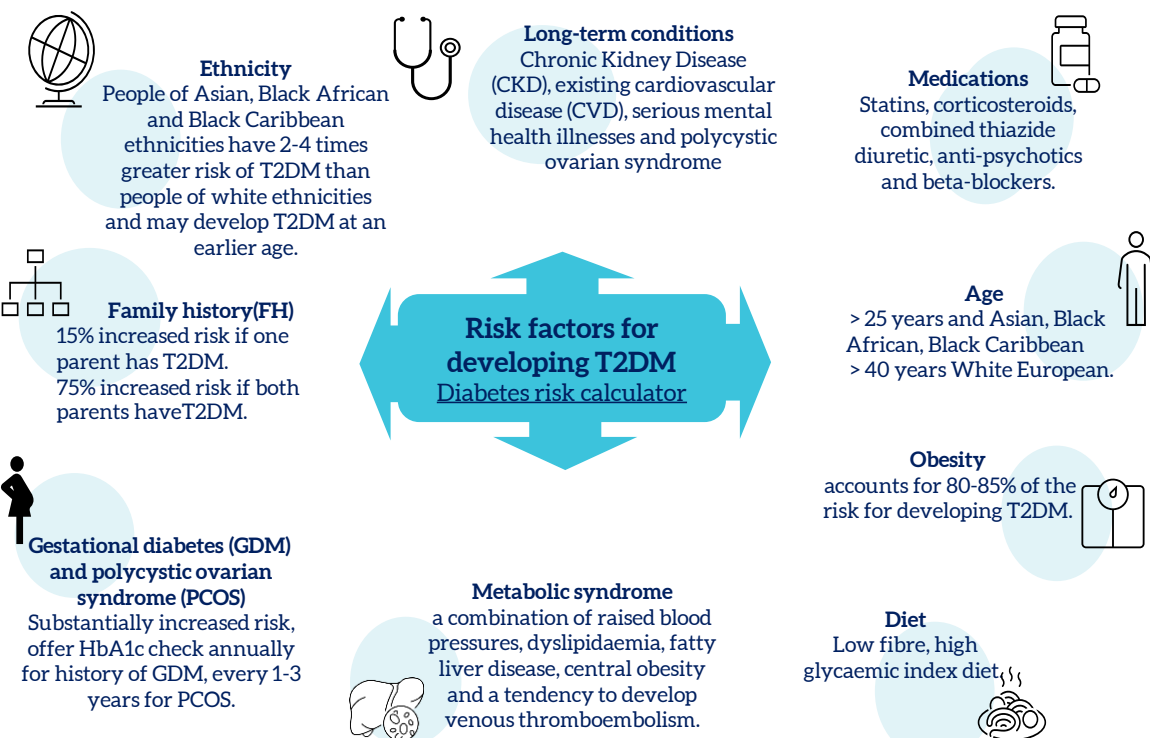 Ethnicity
People of Asian, Black African
and Black Caribbean
ethnicities have 2-4 times
greater risk of T2DM than
people of white ethnicities
and may develop T2DM at an
earlier age.
Long-term conditions
Chronic Kidney Disease
(CKD), existing cardiovascular
disease (CVD), serious mental
health illnesses and polycystic
ovarian syndrome
Medications
Statins, corticosteroids,
combined thiazide
diuretic, anti-psychotics
and beta-blockers.
Family history(FH)
15% increased risk if one
parent has T2DM.
75% increased risk if both
parents haveT2DM.
Risk factors for
developing T2DM
Diabetes risk calculator
Age
> 25 years and Asian, Black
African, Black Caribbean
> 40 years White European.
Obesity
accounts for 80-85% of the
risk for developing T2DM.
Gestational diabetes (GDM)
and polycystic ovarian
syndrome (PCOS)
Substantially increased risk,
offer HbA1c check annually
for history of GDM, every 1-3
years for PCOS.
Metabolic syndrome
a combination of raised blood
pressures, dyslipidaemia, fatty
liver disease, central obesity
and a tendency to develop
venous thromboembolism.
Diet
Low fibre, high
glycaemic index diet.